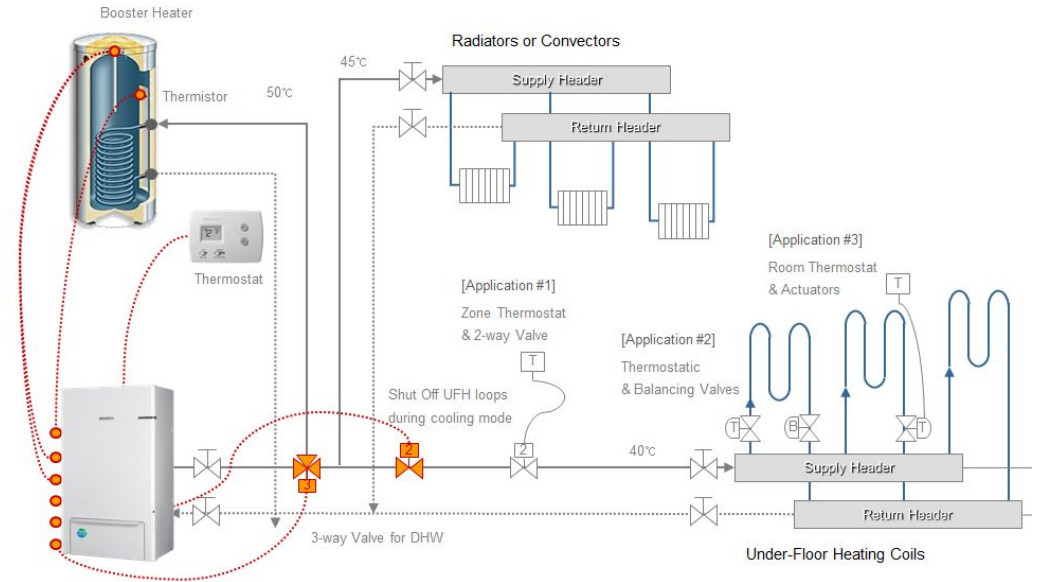 Booster Heater
Radiators or Convectors
45℃
Supply Header
50℃
Thermistor
Return Header
Thermostat
[Application #3]
Room Thermostat
& Actuators
T
[Application #1]
Zone Thermostat
& 2-way Valve
T
[Application #2]
Thermostatic
& Balancing Valves
Shut Off UFH loops
during cooling mode
T
B
T
2
2
40℃
Supply Header
3
Return Header
3-way Valve for DHW
Under-Floor Heating Coils